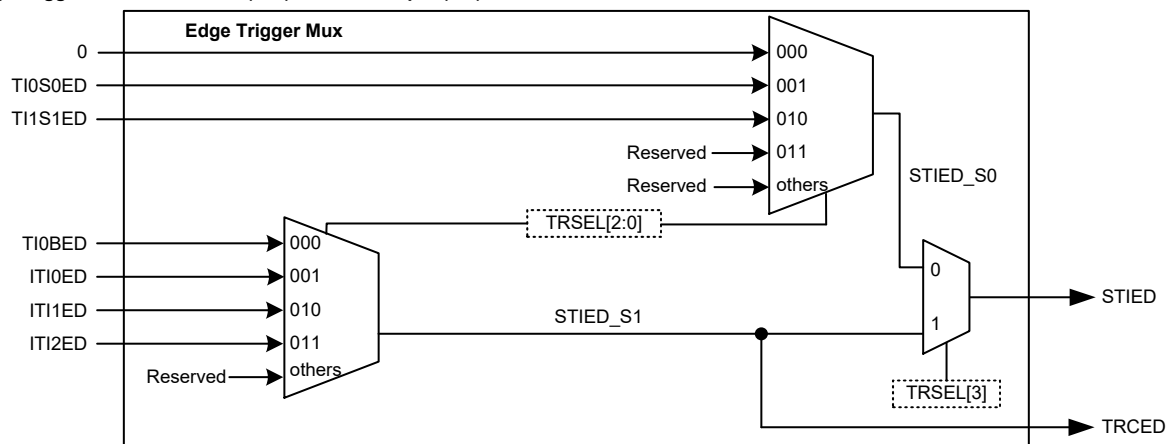 Edge Trigger Mux
0
000
TI0S0ED
001
TI1S1ED
010
Reserved
011
Reserved
others
STIED_S0
TRSEL[2:0]
TI0BED
000
ITI0ED
001
0
ITI1ED
010
STIED
STIED_S1
1
ITI2ED
011
Reserved
others
TRSEL[3]
TRCED